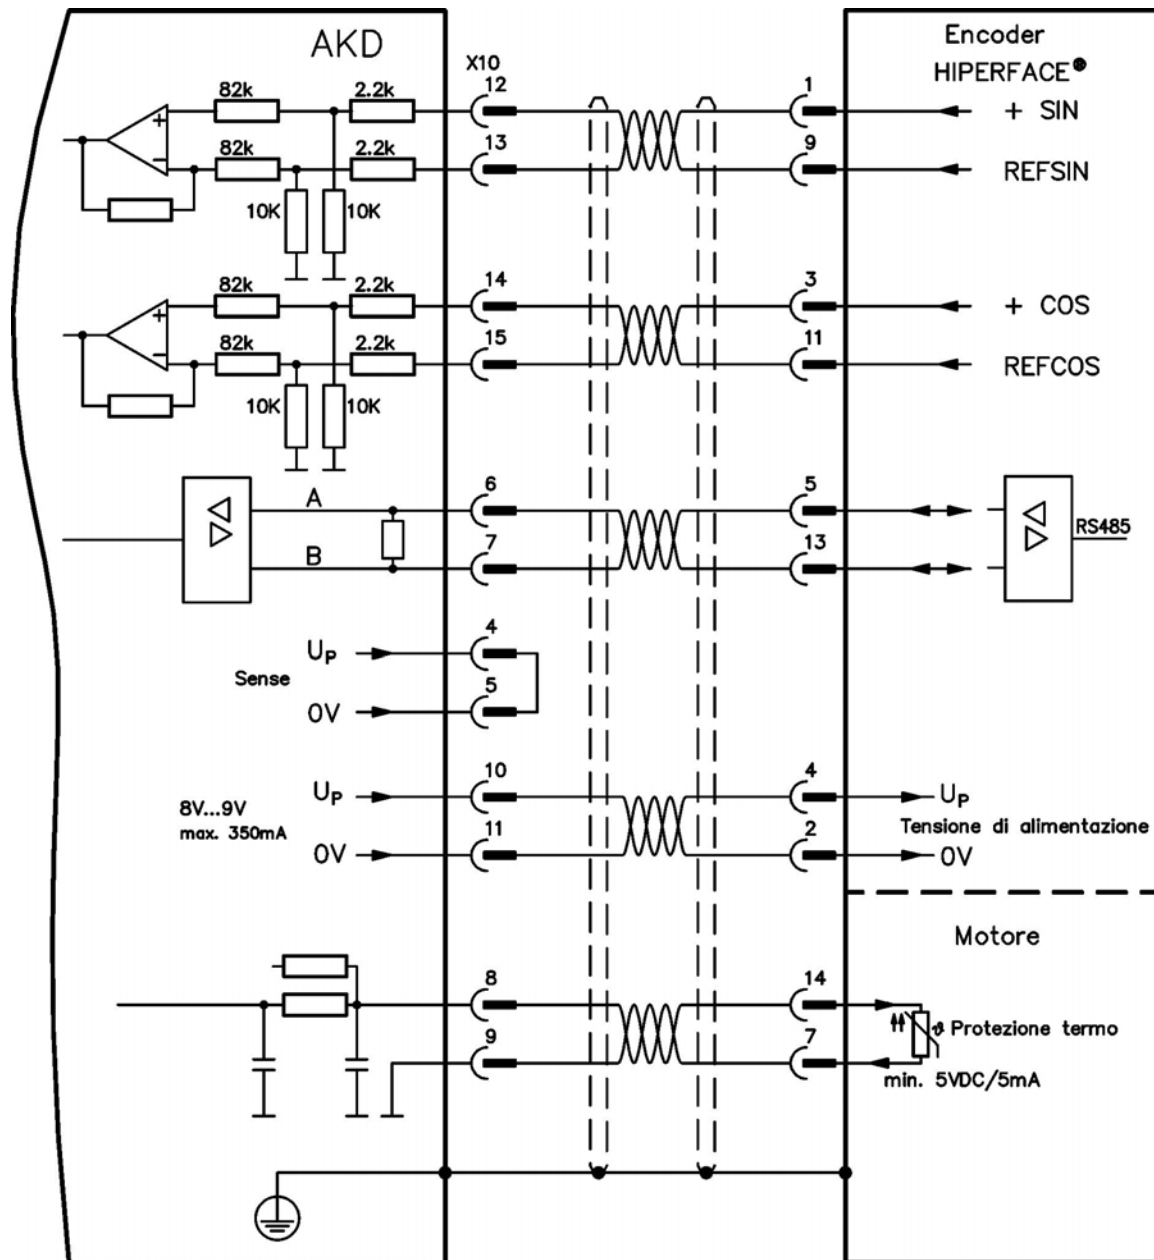 AKD
Encoder
HIPERFACE®
X10
82k
2.2k
12
1
+
+ SIN
82k
2.2k
13
9
-
REFSIN
10K
10K
82k
2.2k
14
3
+
+ COS
82k
2.2k
15
11
-
REFCOS
10K
10K
A
6
5
RS485
B
7
13
4
UP
Sense
5
0V
10
4
UP
UP
8V...9V
Tensione di alimentazione
max. 350mA
11
2
0V
0V
Motore
8
14
ϑ Protezione termo
9
7
min. 5VDC/5mA